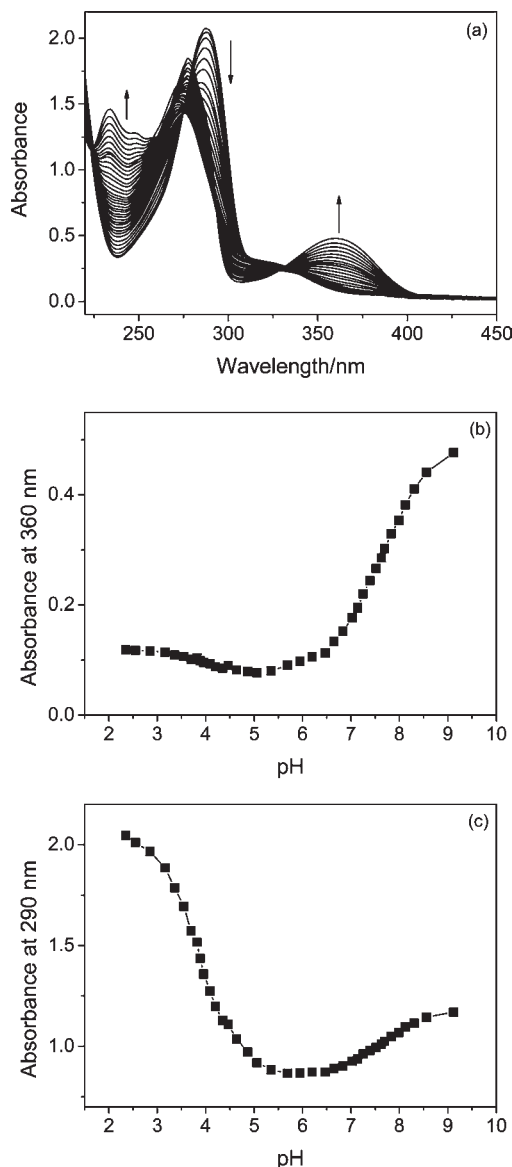 (a)
Absorbance
2.0
1.5
1.0
0.5
0.0
250 300 350 400 450
Wavelength/nm
(b)
Absorbance at 360 nm
0.4
0.2
0.0
2 3 4 5 6 7 8 9 10
pH
(c)
Absorbance at 290 nm
2.0
1.5
1.0
2 3 4 5 6 7 8 9 10
pH